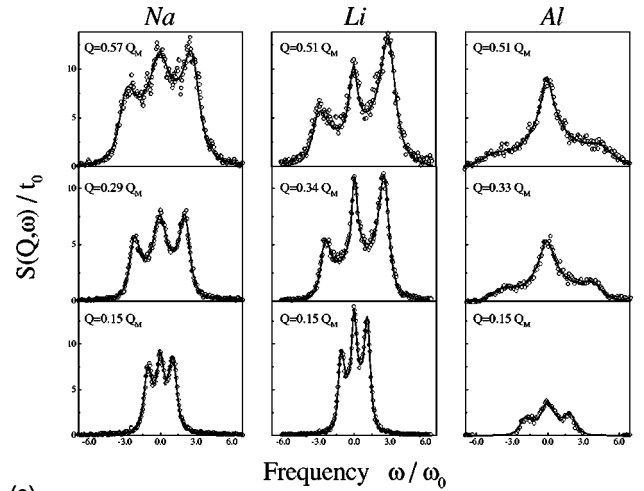 Na Li Al
Q=0.57 Q_M Q=0.51 Q_M Q=0.51 Q_M
10
5
0
Q=0.29 Q_M Q=0.34 Q_M Q=0.33 Q_M
10
5
0
Q=0.15 Q_M Q=0.15 Q_M Q=0.15 Q_M
10
5
0
S(Q,ω) / t₀
-6.0 -3.0 0.0 3.0 6.0 -6.0 -3.0 0.0 3.0 6.0 -6.0 -3.0 0.0 3.0 6.0
Frequency ω / ω₀